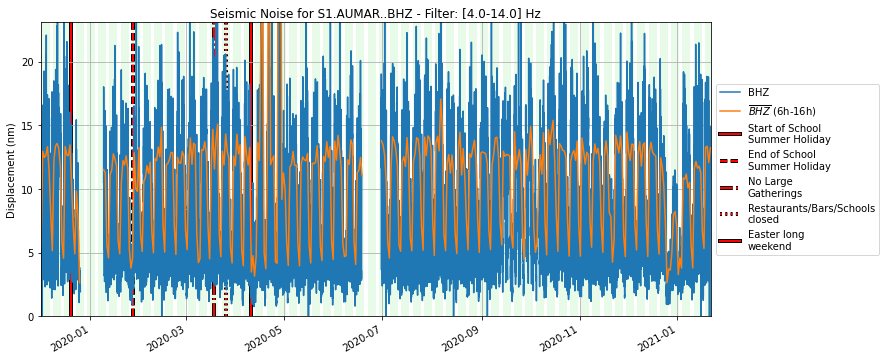 Seismic Noise for S1.AUMAR..BHZ - Filter: [4.0-14.0] Hz
Displacement (nm)
20
15
10
5
0
2020-01
2020-03
2020-05
2020-07
2020-09
2020-11
2021-01
BHZ
BHZ (6h-16h)
Start of School
Summer Holiday
End of School
Summer Holiday
No Large
Gatherings
Restaurants/Bars/Schools
closed
Easter long
weekend